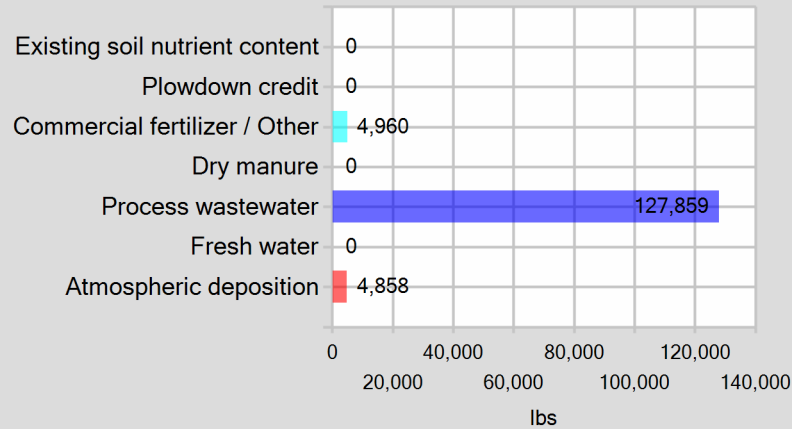 Existing soil nutrient content 0
Plowdown credit 0
Commercial fertilizer / Other 4,960
Dry manure 0
Process wastewater 127,859
Fresh water 0
Atmospheric deposition 4,858
0 40,000 80,000 120,000
20,000 60,000 100,000 140,000
lbs